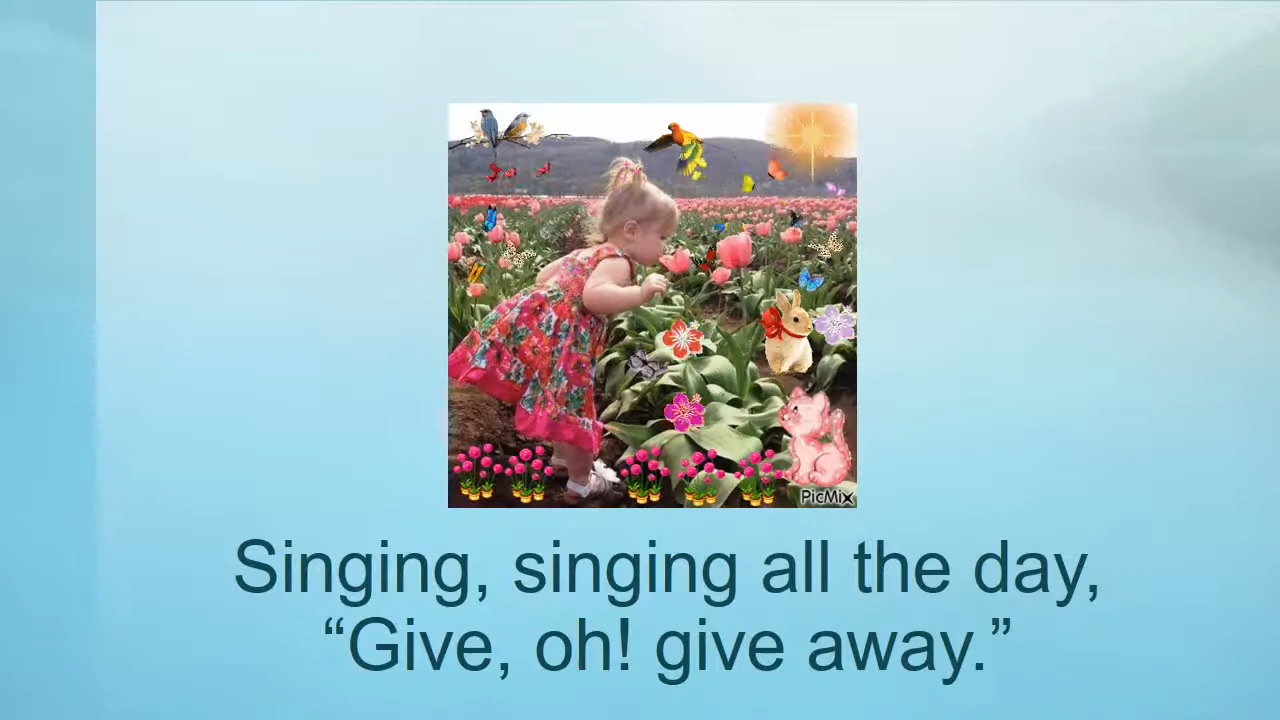 PicMix
Singing, singing all the day,
“Give, oh! give away.”